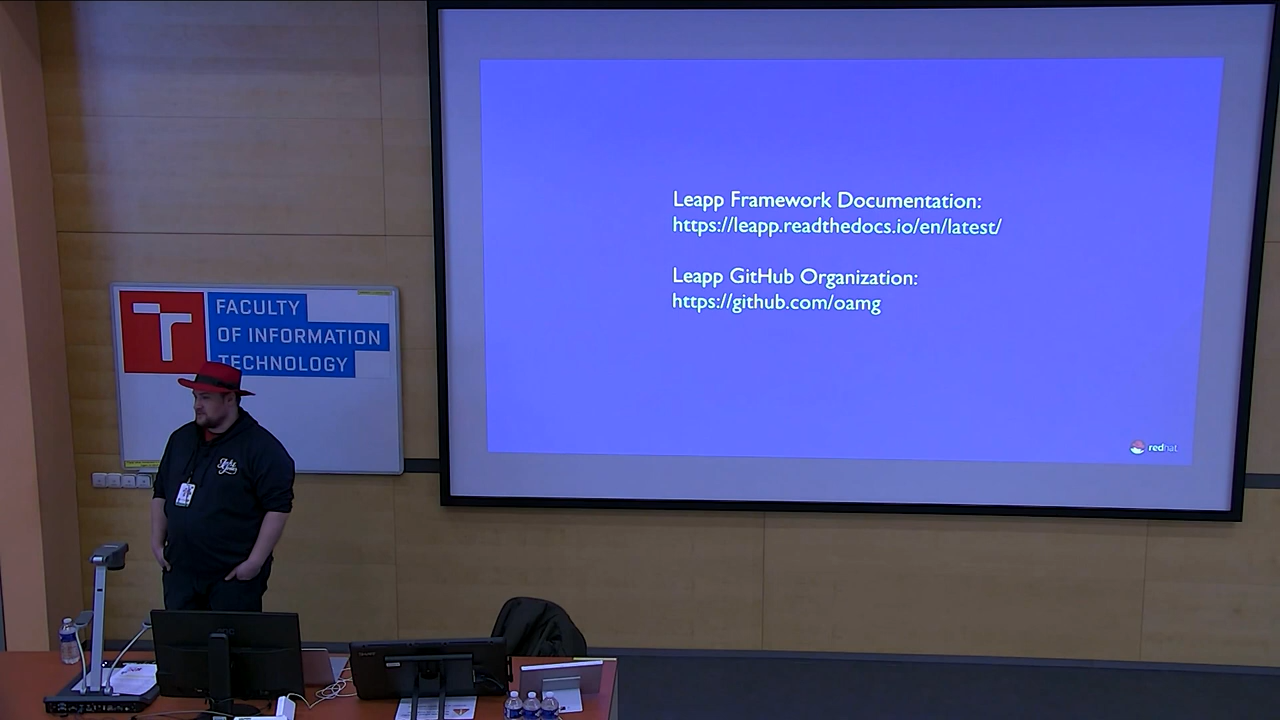 Leapp Framework Documentation:
https://leapp.readthedocs.io/en/latest/
Leapp GitHub Organization:
https://github.com/oamg
redhat
FACULTY
OF INFORMATION
TECHNOLOGY